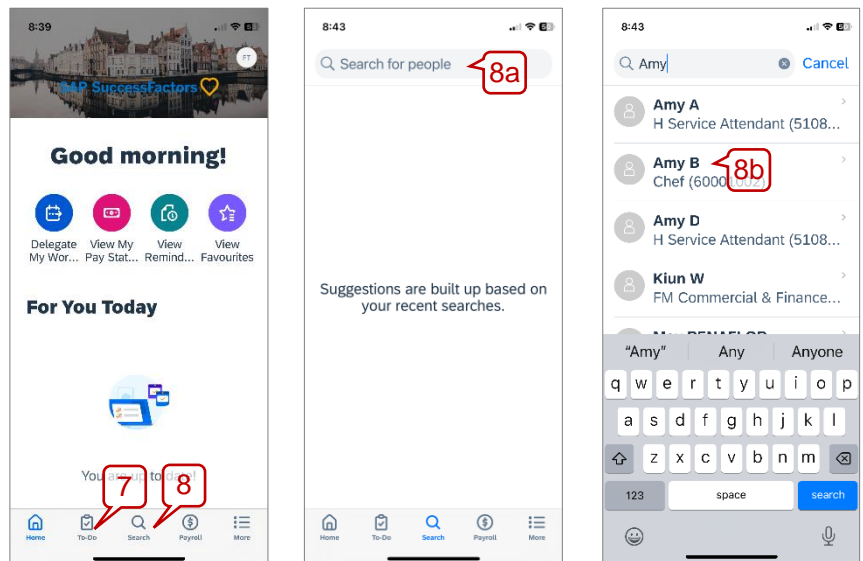 8:39
FT
SAP SuccessFactors
Good morning!
Delegate
My Wor...
View My
Pay Stat...
View
Remind...
View
Favourites
For You Today
You are up to date!
7
8
Home
To-Do
Search
Payroll
More
8:43
Search for people
8a
Suggestions are built up based on
your recent searches.
Home
To-Do
Search
Payroll
More
8:43
Amy
Cancel
Amy A
H Service Attendant (5108...
Amy B
8b
Chef (60001002)
Amy D
H Service Attendant (5108...
Kiun W
FM Commercial & Finance...
"Amy" Any Anyone
q w e r t y u i o p
a s d f g h j k l
z x c v b n m
123 space search